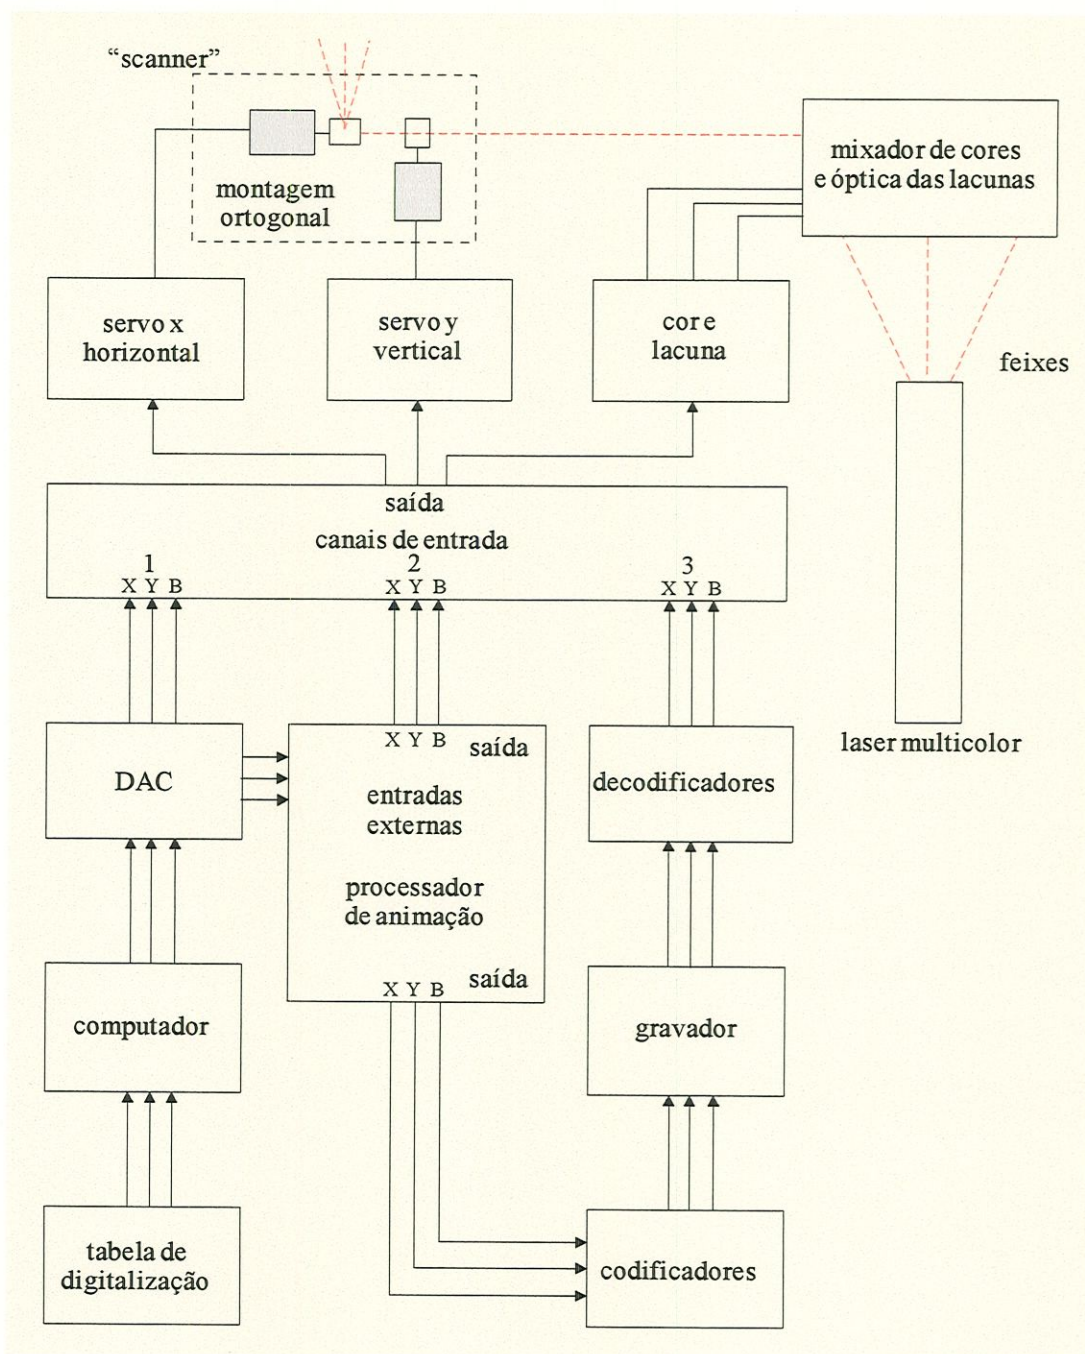 “scanner”
montagem
ortogonal
mixador de cores
e óptica das lacunas
servo x
horizontal
servo y
vertical
cor e
lacuna
feixes
saída
canais de entrada
1 2 3
X Y B X Y B X Y B
laser multicolor
DAC
X Y B saída
entradas
externas
processador
de animação
X Y B saída
decodificadores
computador
gravador
tabela de
digitalização
codificadores